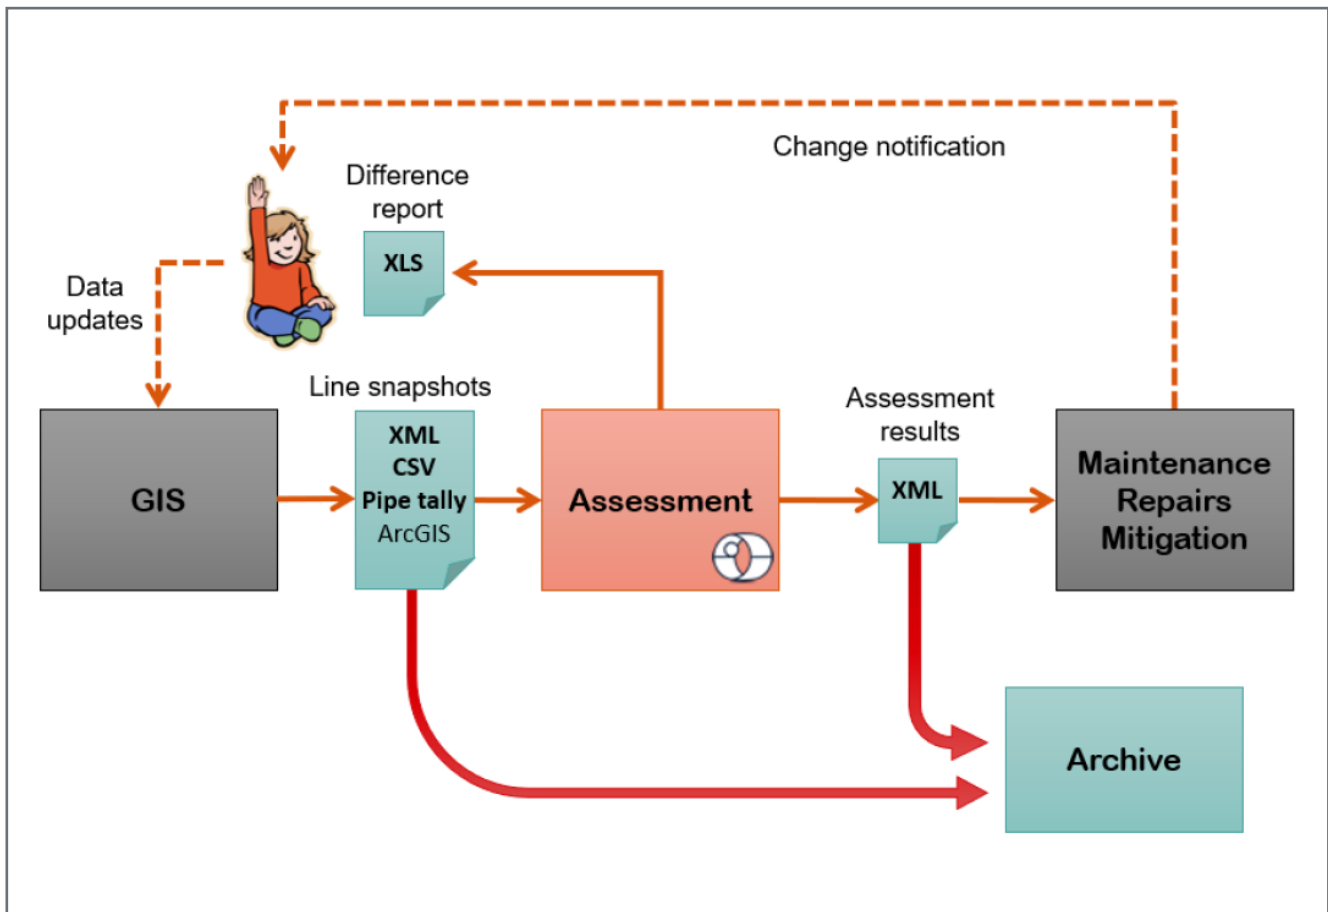 Change notification
Difference
report
XLS
Data
updates
Line snapshots
XML
CSV
Pipe tally
ArcGIS
GIS
Assessment
Assessment
results
XML
Maintenance
Repairs
Mitigation
Archive